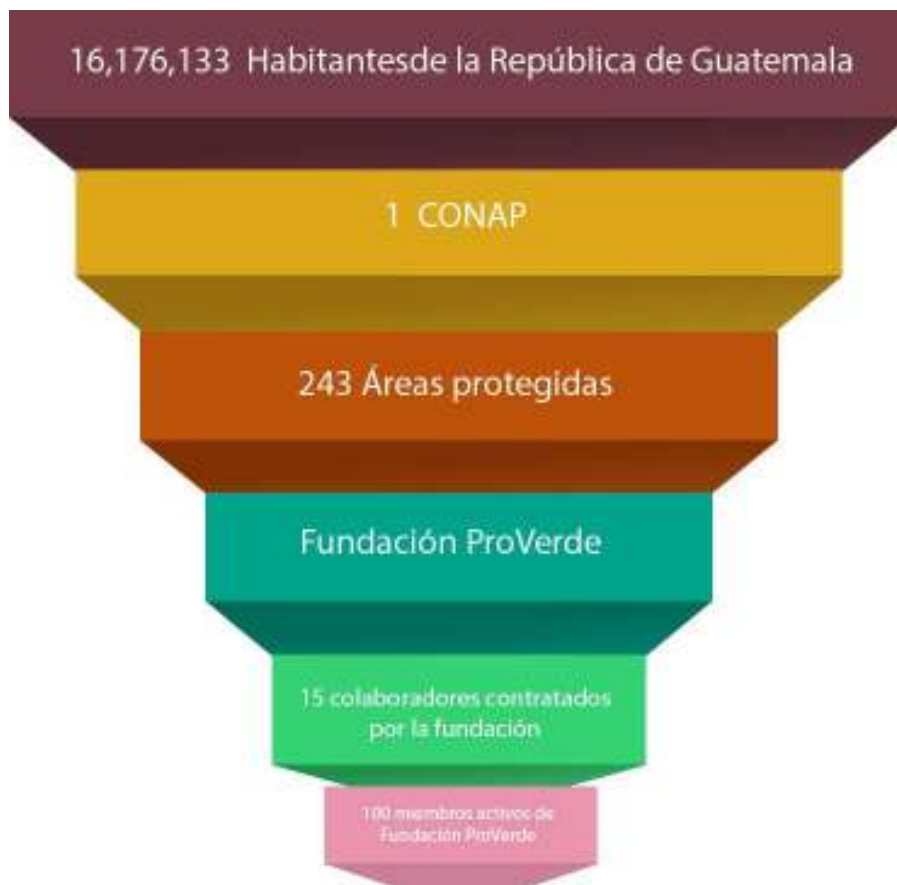 16,176,133 Habitantesde la República de Guatemala
1 CONAP
243 Áreas protegidas
Fundación ProVerde
15 colaboradores contratados
por la fundación
100 miembros activos de
Fundación ProVerde